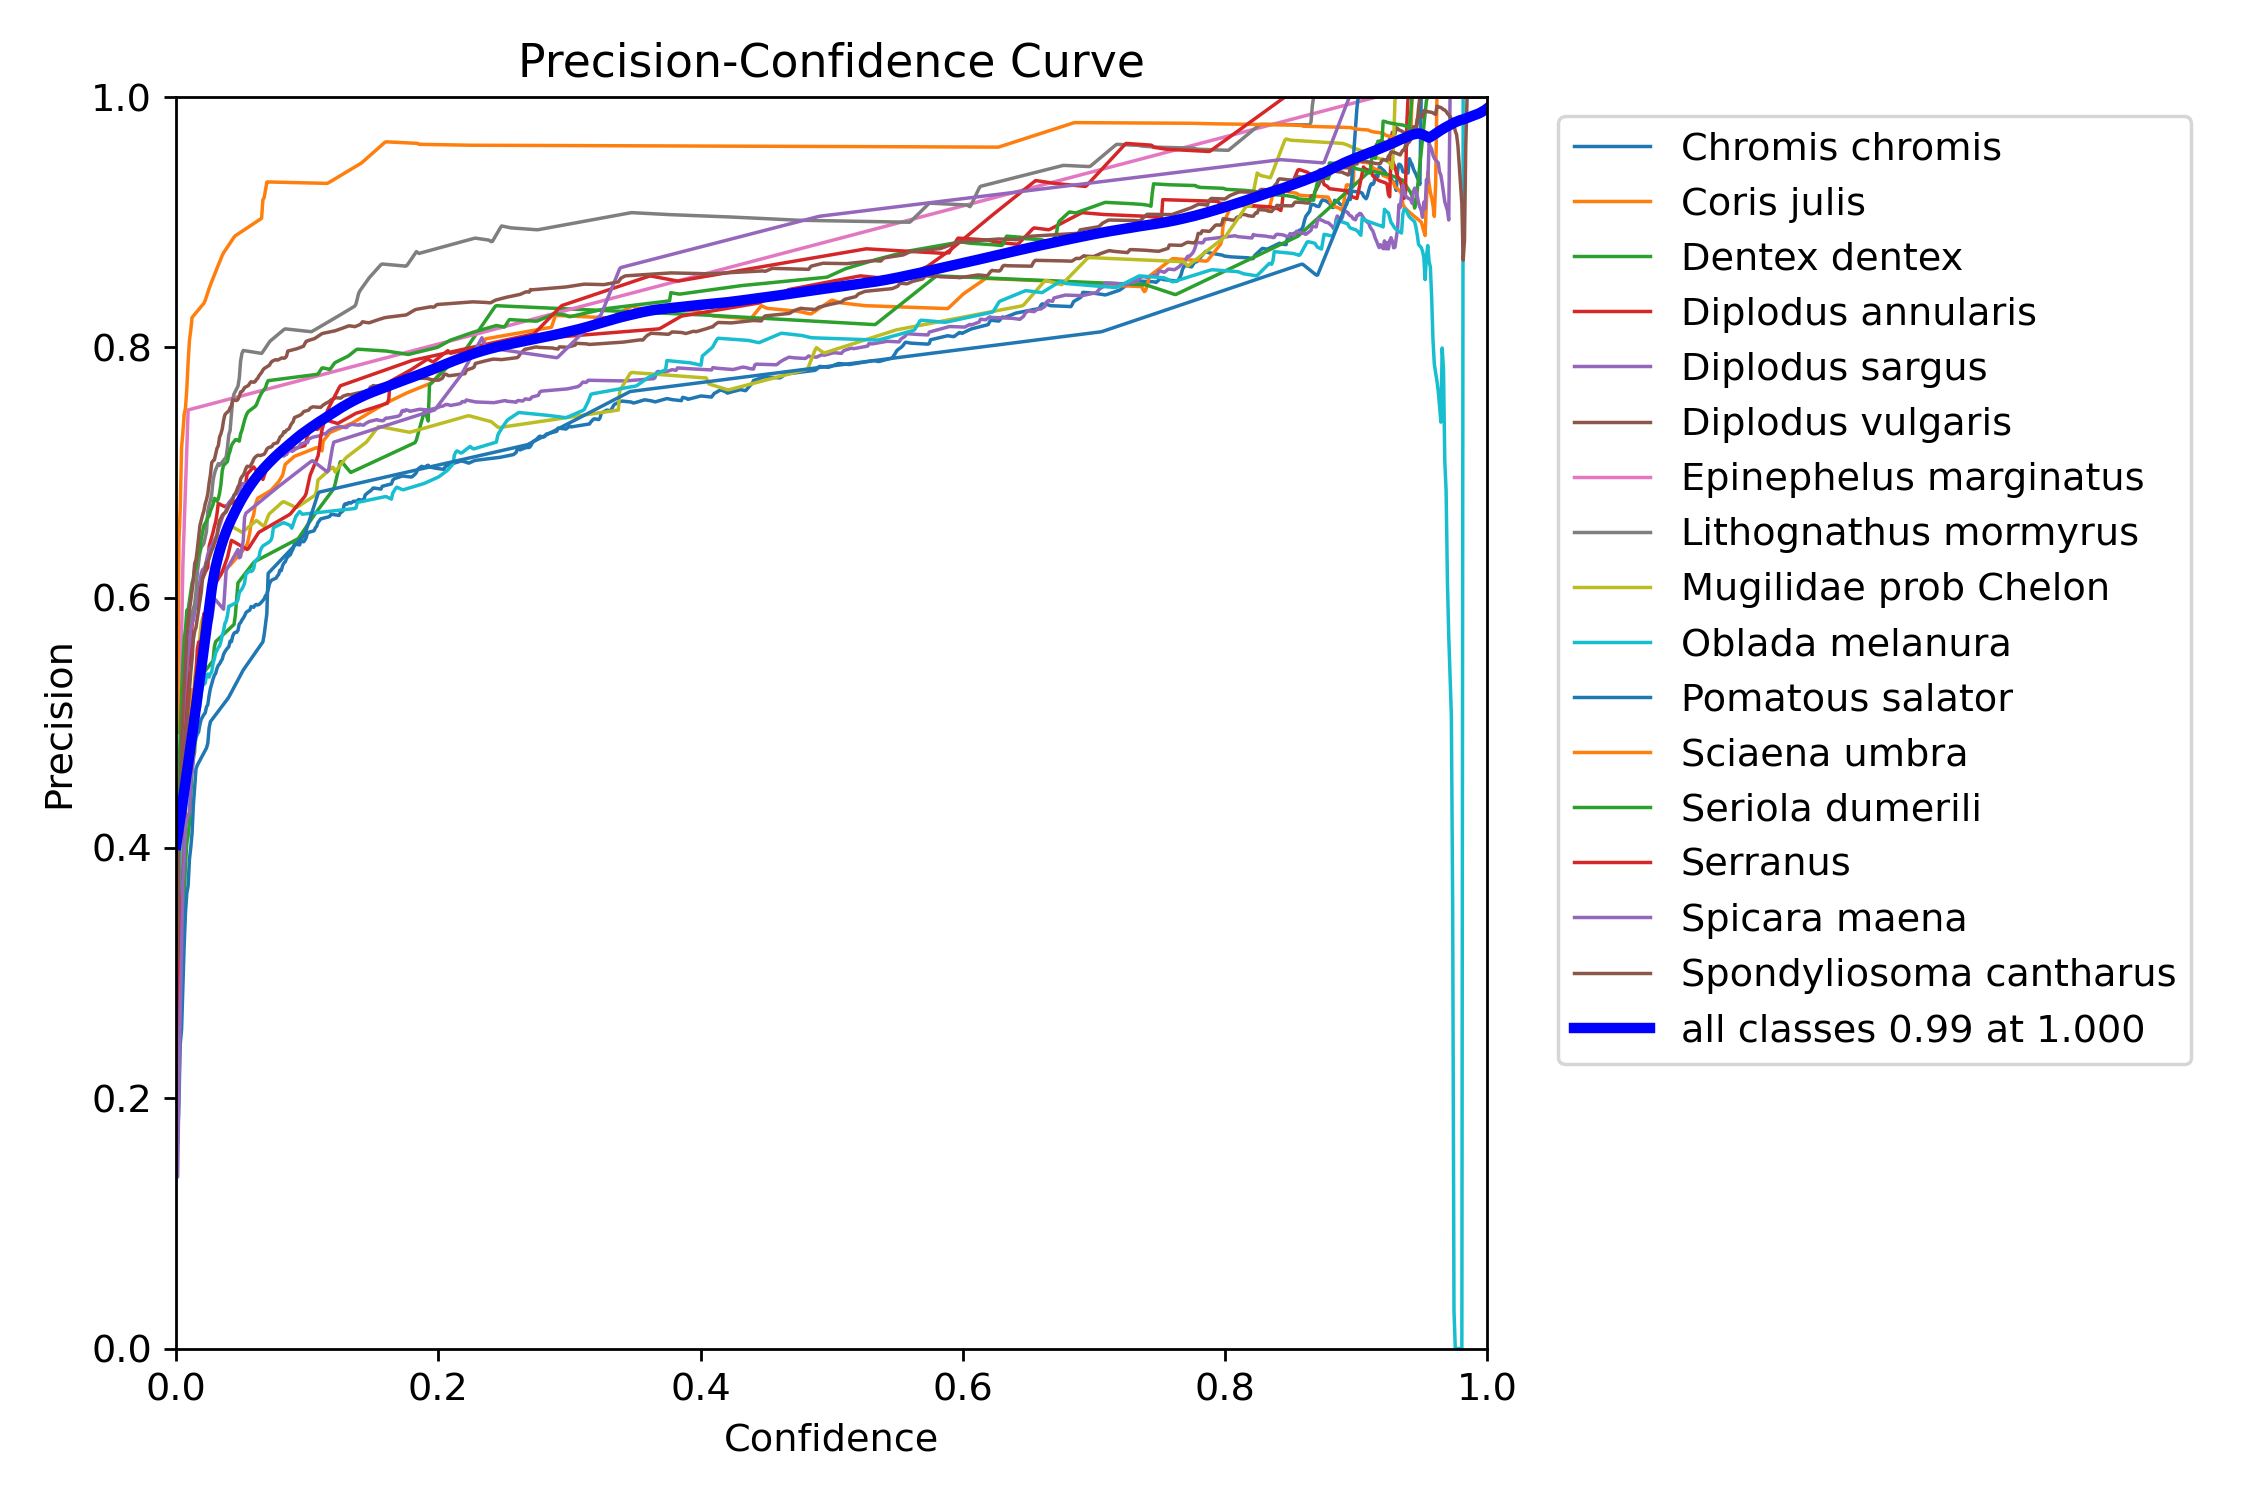 Precision-Confidence Curve
1.0
0.8
0.6
0.4
0.2
0.0
Precision
0.0 0.2 0.4 0.6 0.8 1.0
Confidence
Chromis chromis
Coris julis
Dentex dentex
Diplodus annularis
Diplodus sargus
Diplodus vulgaris
Epinephelus marginatus
Lithognathus mormyrus
Mugilidae prob Chelon
Oblada melanura
Pomatous salator
Sciaena umbra
Seriola dumerili
Serranus
Spicara maena
Spondyliosoma cantharus
all classes 0.99 at 1.000